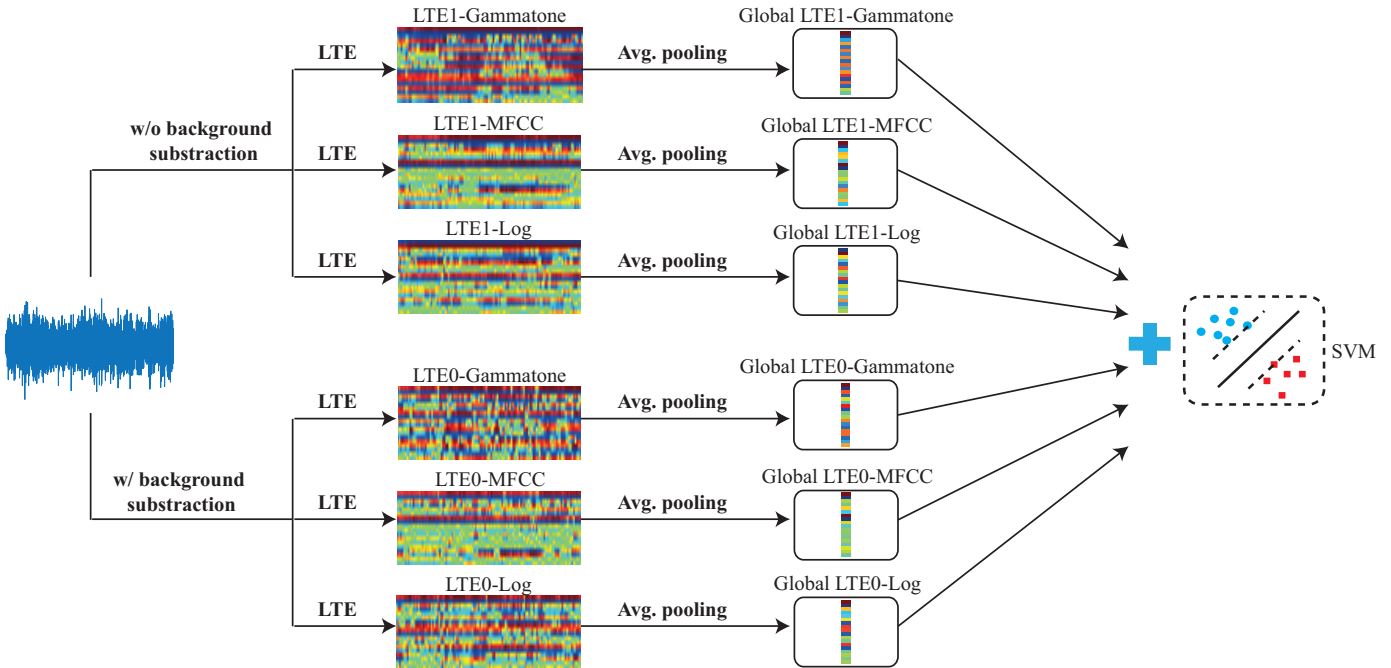 LTE1-Gammatone
Global LTE1-Gammatone
LTE
Avg. pooling
w/o background
substraction
LTE1-MFCC
Global LTE1-MFCC
LTE
Avg. pooling
LTE1-Log
Global LTE1-Log
LTE
Avg. pooling
SVM
LTE0-Gammatone
Global LTE0-Gammatone
LTE
Avg. pooling
w/ background
substraction
LTE0-MFCC
Global LTE0-MFCC
LTE
Avg. pooling
LTE0-Log
Global LTE0-Log
LTE
Avg. pooling